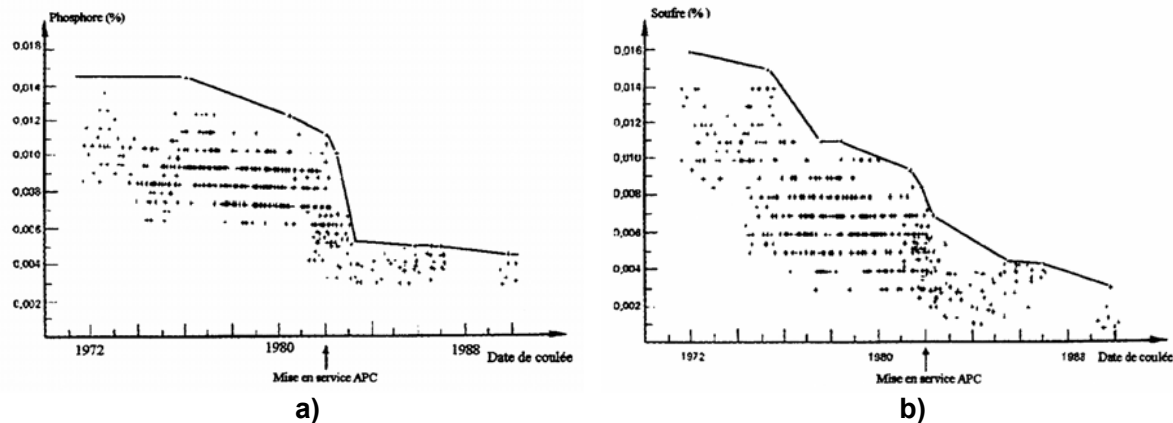 Phosphore (%)
0,016
0,014
0,012
0,010
0,008
0,006
0,004
0,002
1972
1980
1988
Date de coulée
Mise en service APC
a)
Soufre (%)
0,016
0,014
0,012
0,010
0,008
0,006
0,004
0,002
1972
1980
1988
Date de coulée
Mise en service APC
b)